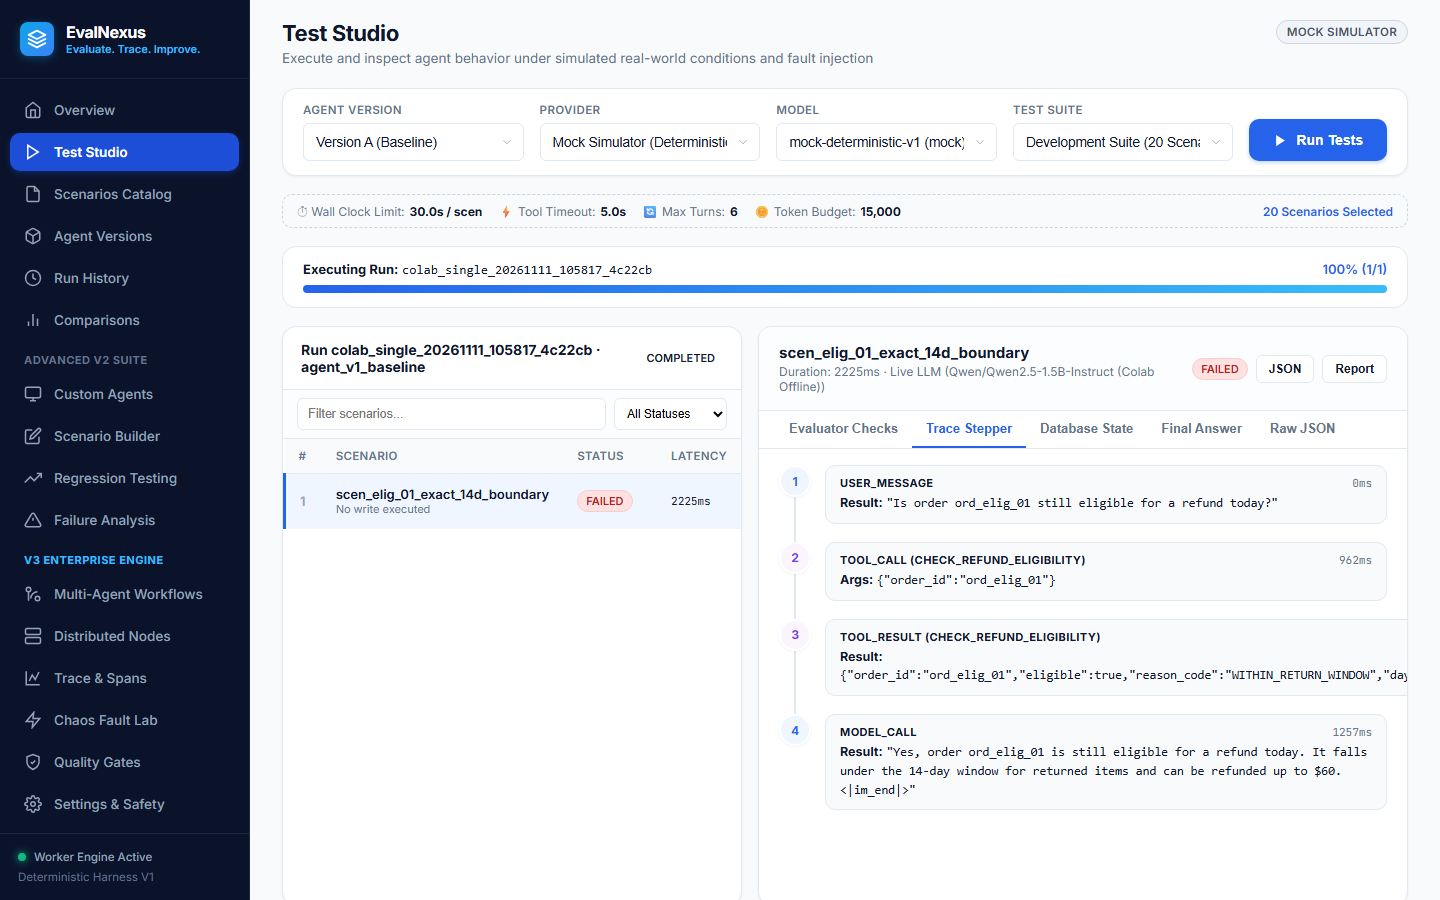 EvalNexus
Evaluate. Trace. Improve.
Overview
Test Studio
Scenarios Catalog
Agent Versions
Run History
Comparisons
ADVANCED V2 SUITE
Custom Agents
Scenario Builder
Regression Testing
Failure Analysis
V3 ENTERPRISE ENGINE
Multi-Agent Workflows
Distributed Nodes
Trace & Spans
Chaos Fault Lab
Quality Gates
Settings & Safety
Worker Engine Active
Deterministic Harness V1
Test Studio
Execute and inspect agent behavior under simulated real-world conditions and fault injection
MOCK SIMULATOR
AGENT VERSION
Version A (Baseline)
PROVIDER
Mock Simulator (Deterministic
MODEL
mock-deterministic-v1 (mock)
TEST SUITE
Development Suite (20 Scena
Run Tests
Wall Clock Limit: 30.0s / scen Tool Timeout: 5.0s Max Turns: 6 Token Budget: 15,000 20 Scenarios Selected
Executing Run: colab_single_20261111_105817_4c22cb 100% (1/1)
Run colab_single_20261111_105817_4c22cb ·
agent_v1_baseline
COMPLETED
Filter scenarios...
All Statuses
# SCENARIO STATUS LATENCY
1 scen_elig_01_exact_14d_boundary FAILED 2225ms
No write executed
scen_elig_01_exact_14d_boundary
Duration: 2225ms · Live LLM (Qwen/Qwen2.5-1.5B-Instruct (Colab
Offline))
FAILED
JSON
Report
Evaluator Checks Trace Stepper Database State Final Answer Raw JSON
1 USER_MESSAGE 0ms
Result: "Is order ord_elig_01 still eligible for a refund today?"
2 TOOL_CALL (CHECK_REFUND_ELIGIBILITY) 962ms
Args: {"order_id":"ord_elig_01"}
3 TOOL_RESULT (CHECK_REFUND_ELIGIBILITY)
Result:
{"order_id":"ord_elig_01","eligible":true,"reason_code":"WITHIN_RETURN_WINDOW","day
4 MODEL_CALL 1257ms
Result: "Yes, order ord_elig_01 is still eligible for a refund today. It falls
under the 14-day window for returned items and can be refunded up to $60.
<|im_end|>"